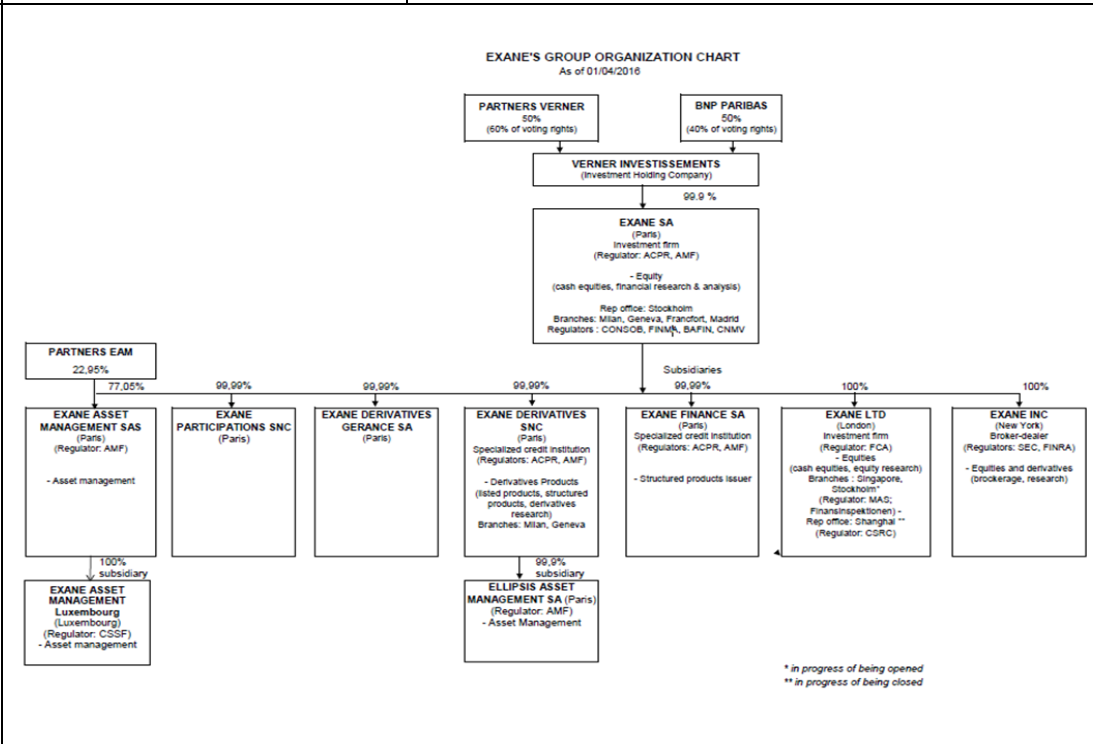 EXANE'S GROUP ORGANIZATION CHART
As of 01/04/2016
PARTNERS VERNER
50%
(60% of voting rights)
BNP PARIBAS
50%
(40% of voting rights)
VERNER INVESTISSEMENTS
(Investment Holding Company)
99.9 %
EXANE SA
(Paris)
Investment firm
(Regulator: ACPR, AMF)
- Equity
(cash equities, financial research & analysis)
Rep office: Stockholm
Branches: Milan, Geneva, Francfort, Madrid
Regulators : CONSOB, FINMA, BAFIN, CNMV
PARTNERS EAM
22,95%
Subsidiaries
77,05%
EXANE ASSET
MANAGEMENT SAS
(Paris)
(Regulator: AMF)
- Asset management
99,99%
EXANE
PARTICIPATIONS SNC
(Paris)
99,99%
EXANE DERIVATIVES
GERANCE SA
(Paris)
99,99%
EXANE DERIVATIVES
SNC
(Paris)
Specialized credit institution
(Regulators: ACPR, AMF)
- Derivatives Products
(listed products, structured
products, derivatives
research)
Branches: Milan, Geneva
99,99%
EXANE FINANCE SA
(Paris)
Specialized credit institution
(Regulators: ACPR, AMF)
- Structured products issuer
100%
EXANE LTD
(London)
Investment firm
(Regulator: FCA)
- Equities
(cash equities, equity research)
Branches : Singapore,
Stockholm*
(Regulator: MAS;
Finansinspektionen) -
Rep office: Shanghai **
(Regulator: CSRC)
100%
EXANE INC
(New York)
Broker-dealer
(Regulators: SEC, FINRA)
- Equities and derivatives
(brokerage, research)
100%
subsidiary
EXANE ASSET
MANAGEMENT
Luxembourg
(Luxembourg)
(Regulator: CSSF)
- Asset management
99,9%
subsidiary
ELLIPSIS ASSET
MANAGEMENT SA (Paris)
(Regulator: AMF)
- Asset Management
* in progress of being opened
** in progress of being closed